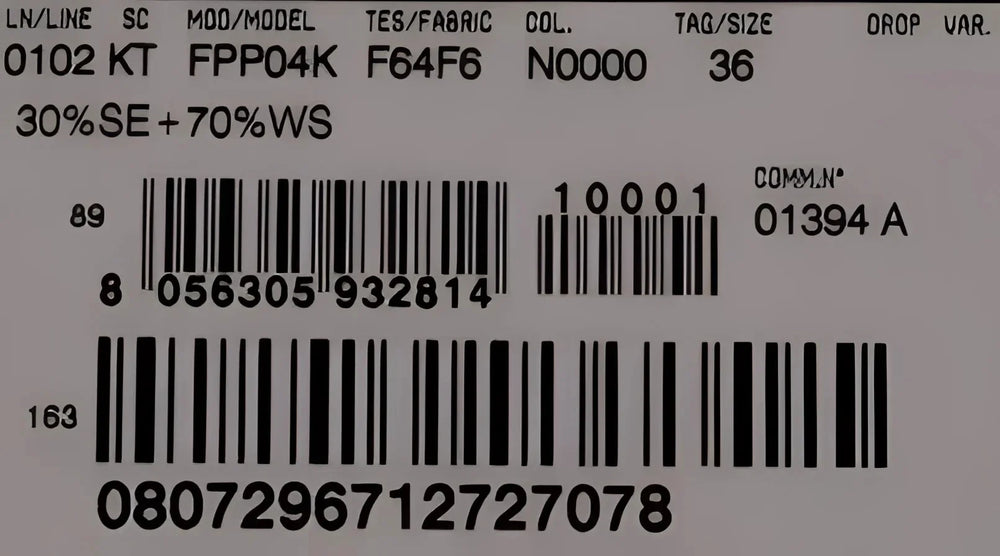 LN/LINE SC MOD/MODEL TES/FABRIC COL. TAG/SIZE DROP VAR.
0102 KT FPP04K F64F6 N0000 36
30%SE+70%WS
COMM.N°
01394 A
89
10001
8 056305 932814
163
0807296712727078